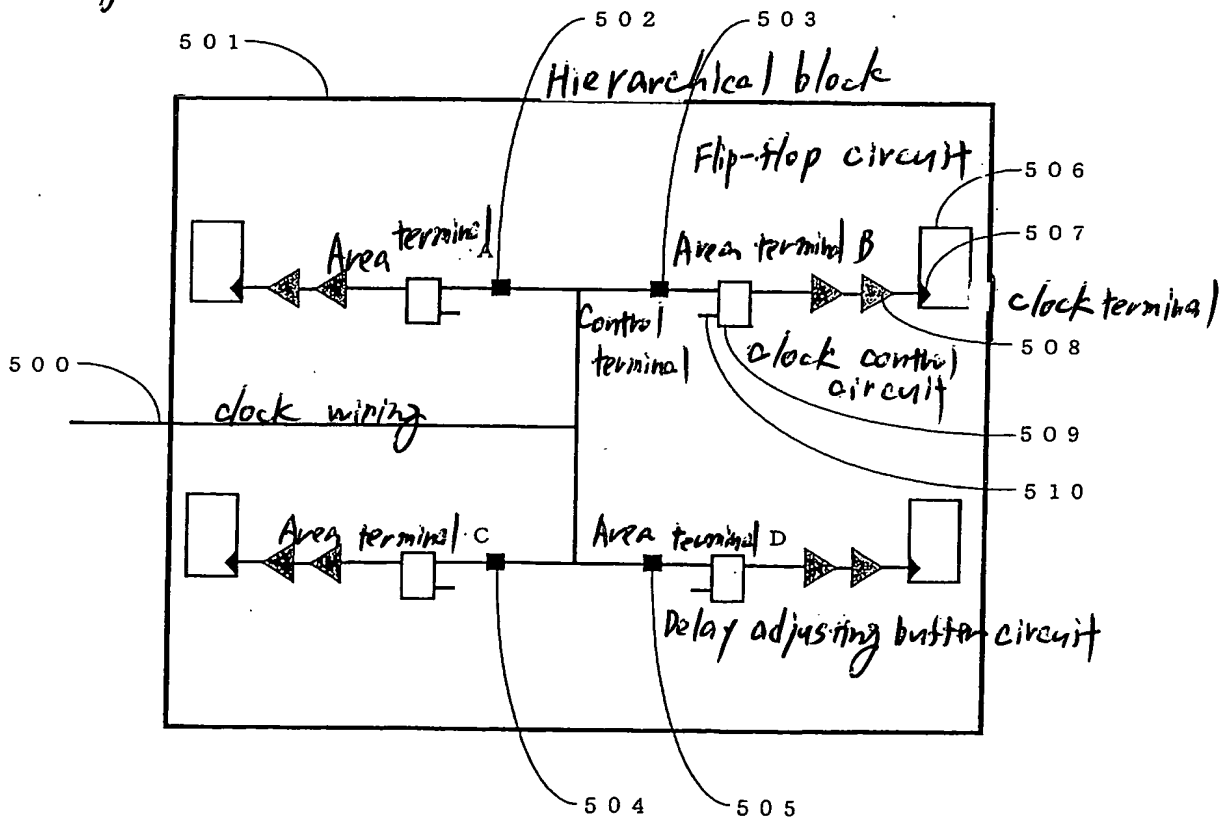 502
503
501
Hierarchical block
Flip-flop circuit
506
507
Area terminal A
Area terminal B
clock terminal
Control terminal
508
500
clock wiring
clock control circuit
509
510
Area terminal C
Area terminal D
Delay adjusting buffer circuit
504
505